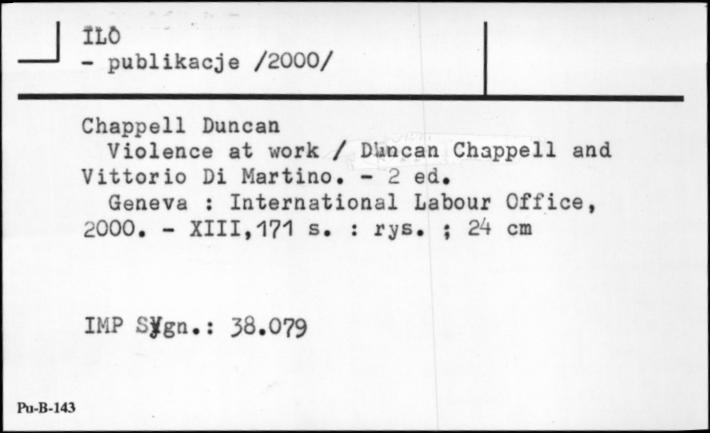 ILO
- publikacje /2000/
Chappell Duncan
Violence at work / Duncan Chappell and
Vittorio Di Martino. - 2 ed.
Geneva : International Labour Office,
2000. - XIII,171 s. : rys. ; 24 cm
IMP Sygn.: 38.079
Pu-B-143